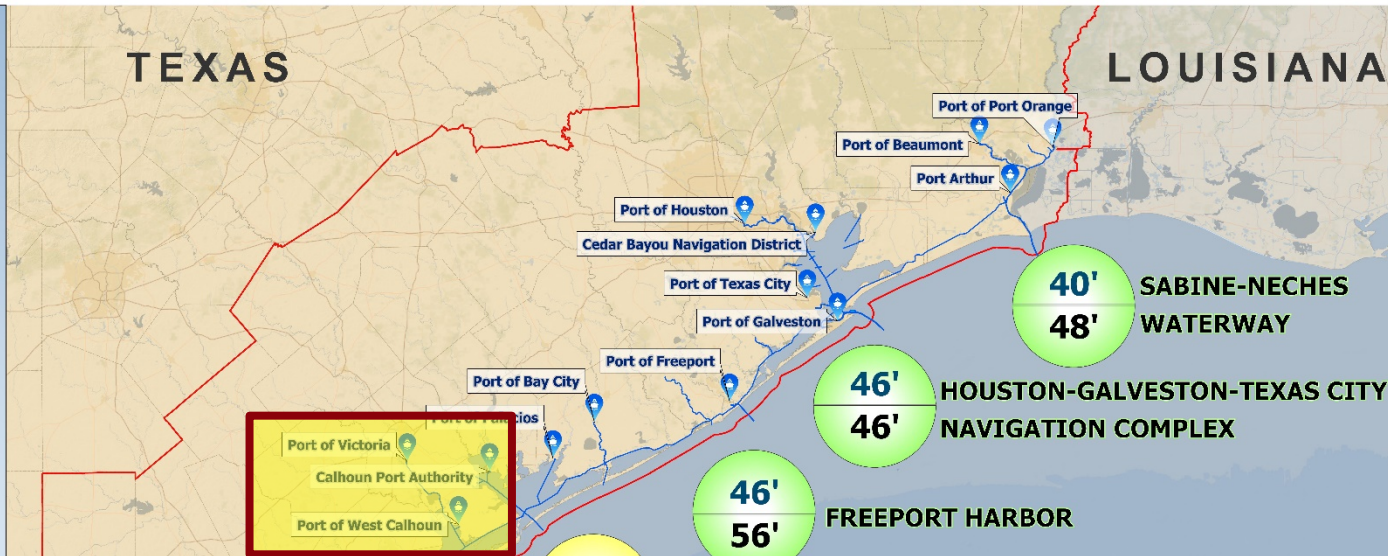 TEXAS
LOUISIANA
Port of Port Orange
Port of Beaumont
Port Arthur
Port of Houston
Cedar Bayou Navigation District
Port of Texas City
Port of Galveston
40' SABINE-NECHES
48' WATERWAY
Port of Freeport
Port of Bay City
46' HOUSTON-GALVESTON-TEXAS CITY
46' NAVIGATION COMPLEX
Port of Victoria
Calhoun Port Authority
Port of West Calhoun
46'
56'
FREEPORT HARBOR